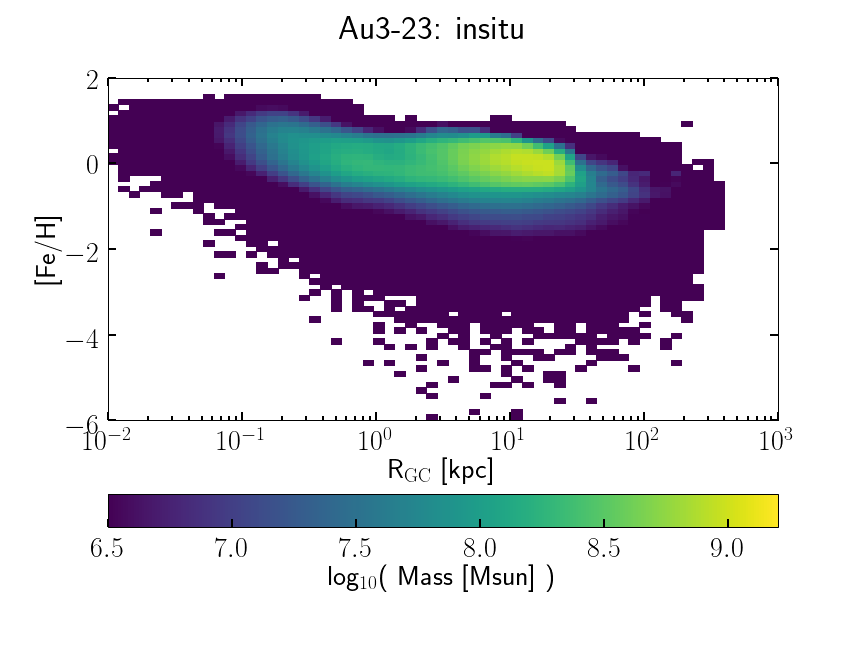 Au3-23: insitu
2
0
−2
−4
−6
[Fe/H]
10⁻² 10⁻¹ 10⁰ 10¹ 10² 10³
R_GC [kpc]
6.5 7.0 7.5 8.0 8.5 9.0
log₁₀( Mass [Msun] )